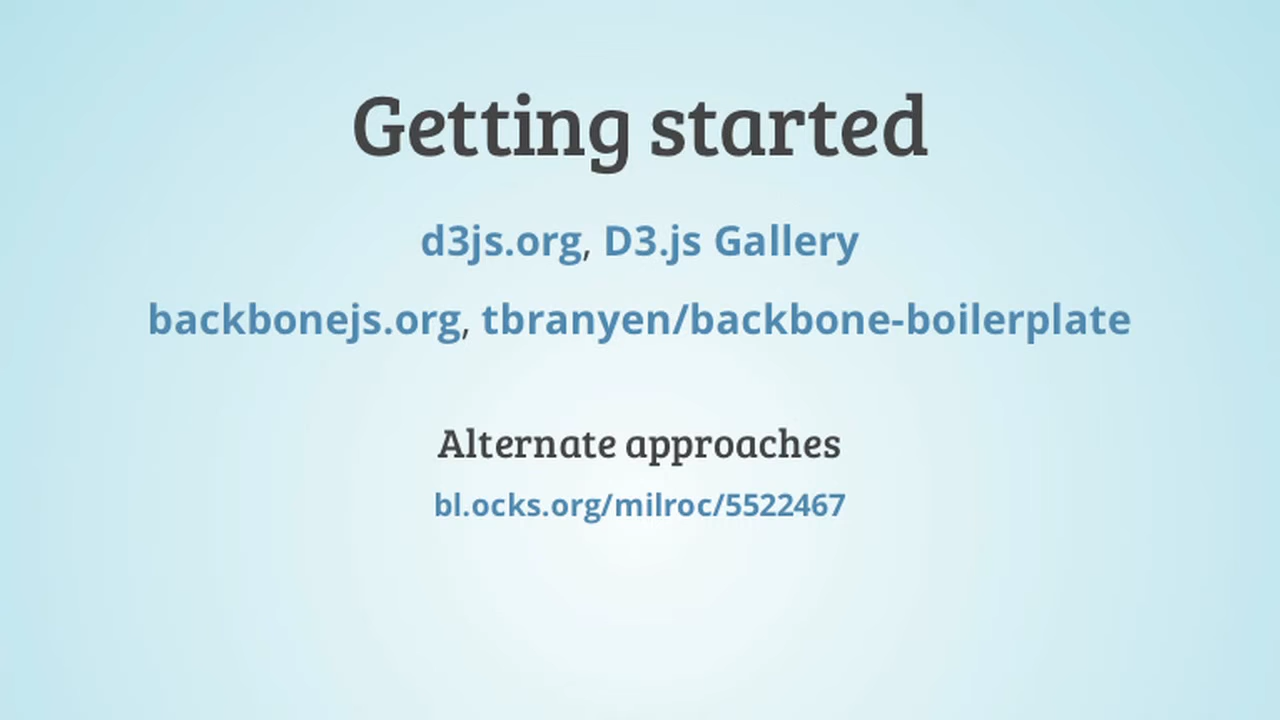 Getting started
d3js.org, D3.js Gallery
backbonejs.org, tbranyen/backbone-boilerplate
Alternate approaches
bl.ocks.org/milroc/5522467